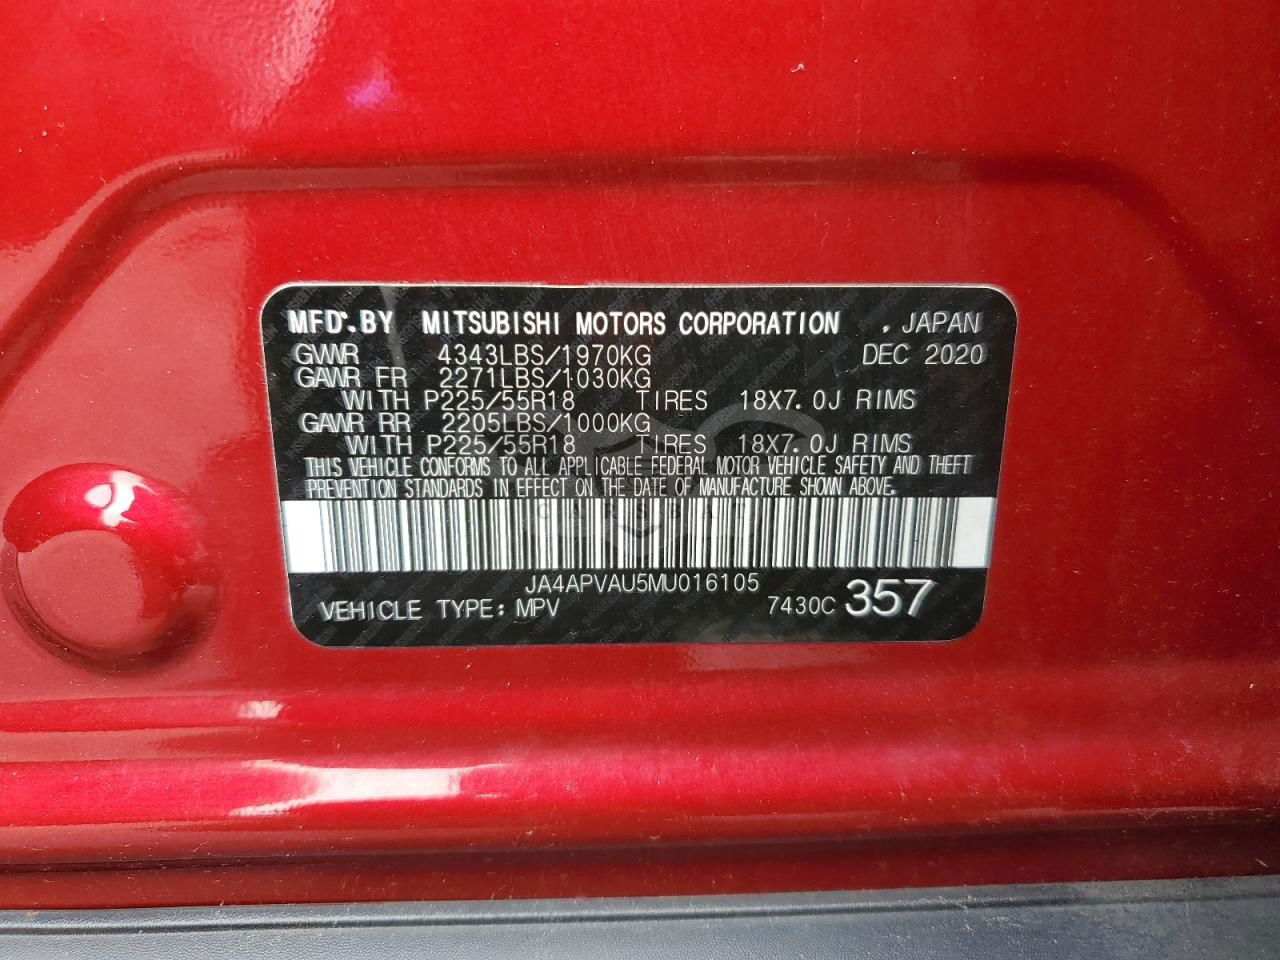 MFD. BY MITSUBISHI MOTORS CORPORATION , JAPAN
GVWR 4343LBS/1970KG DEC 2020
GAWR FR 2271LBS/1030KG
WITH P225/55R18 TIRES 18X7.0J RIMS
GAWR RR 2205LBS/1000KG
WITH P225/55R18 TIRES 18X7.0J RIMS
THIS VEHICLE CONFORMS TO ALL APPLICABLE FEDERAL MOTOR VEHICLE SAFETY AND THEFT
PREVENTION STANDARDS IN EFFECT ON THE DATE OF MANUFACTURE SHOWN ABOVE.
JA4APVAU5MU016105
VEHICLE TYPE: MPV 7430C 357